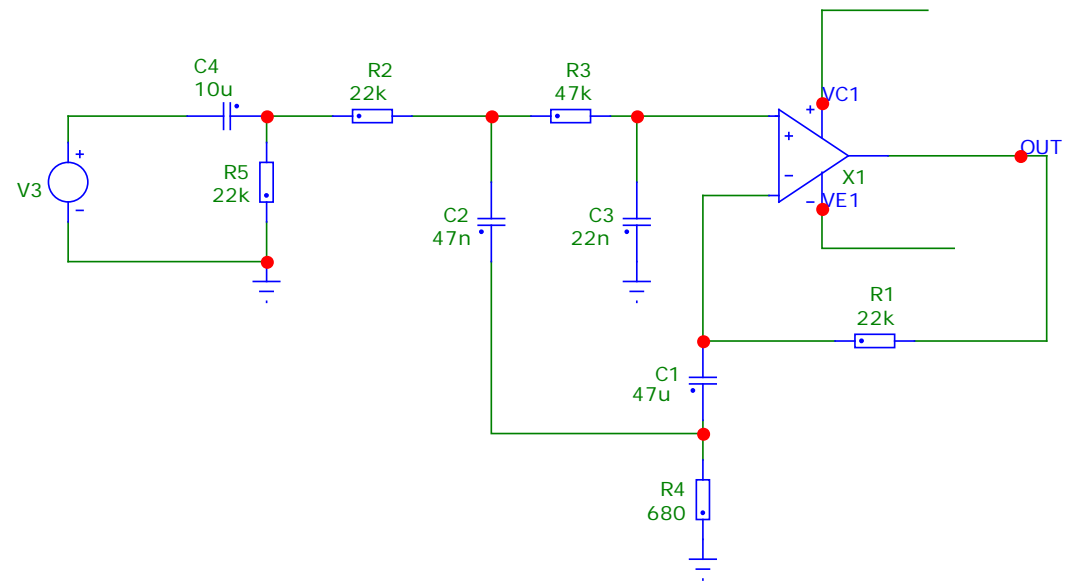 C4
10u
R2
22k
R3
47k
+
VC1
+
OUT
+
V3
R5
22k
−
X1
−
− VE1
C2
47n
C3
22n
R1
22k
C1
47u
R4
680